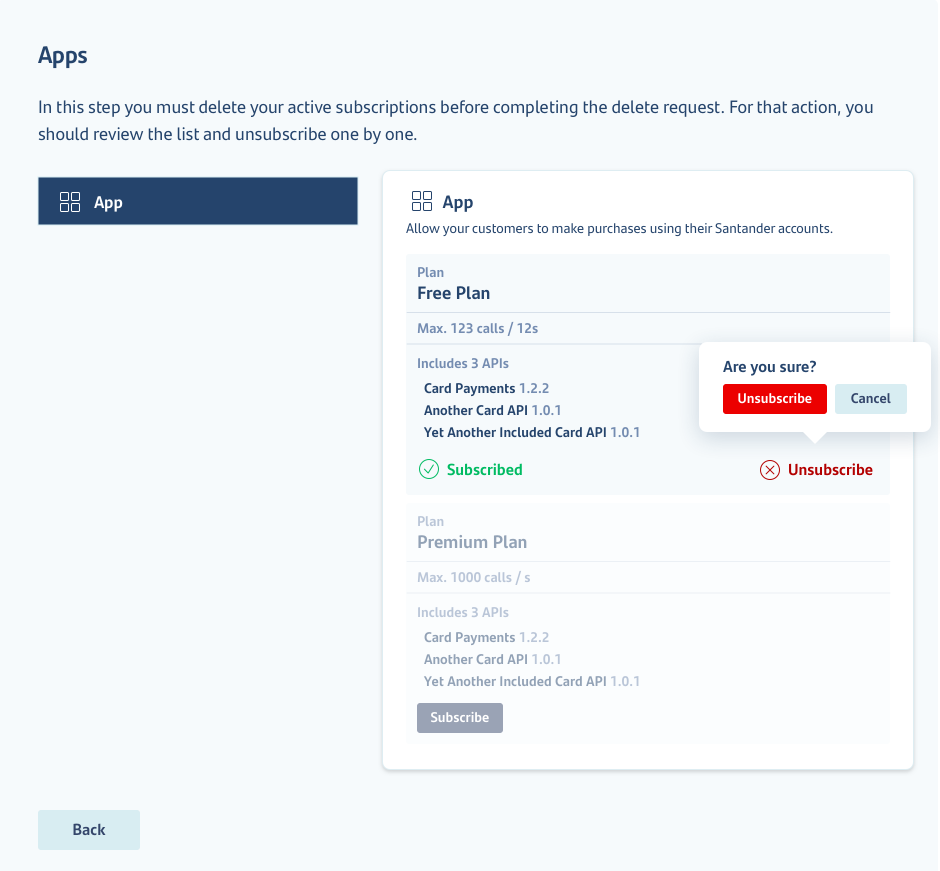 Apps
In this step you must delete your active subscriptions before completing the delete request. For that action, you
should review the list and unsubscribe one by one.
App
App
Allow your customers to make purchases using their Santander accounts.
Plan
Free Plan
Max. 123 calls / 12s
Includes 3 APIs
Card Payments 1.2.2
Another Card API 1.0.1
Yet Another Included Card API 1.0.1
Are you sure?
Unsubscribe Cancel
Subscribed Unsubscribe
Plan
Premium Plan
Max. 1000 calls / s
Includes 3 APIs
Card Payments 1.2.2
Another Card API 1.0.1
Yet Another Included Card API 1.0.1
Subscribe
Back